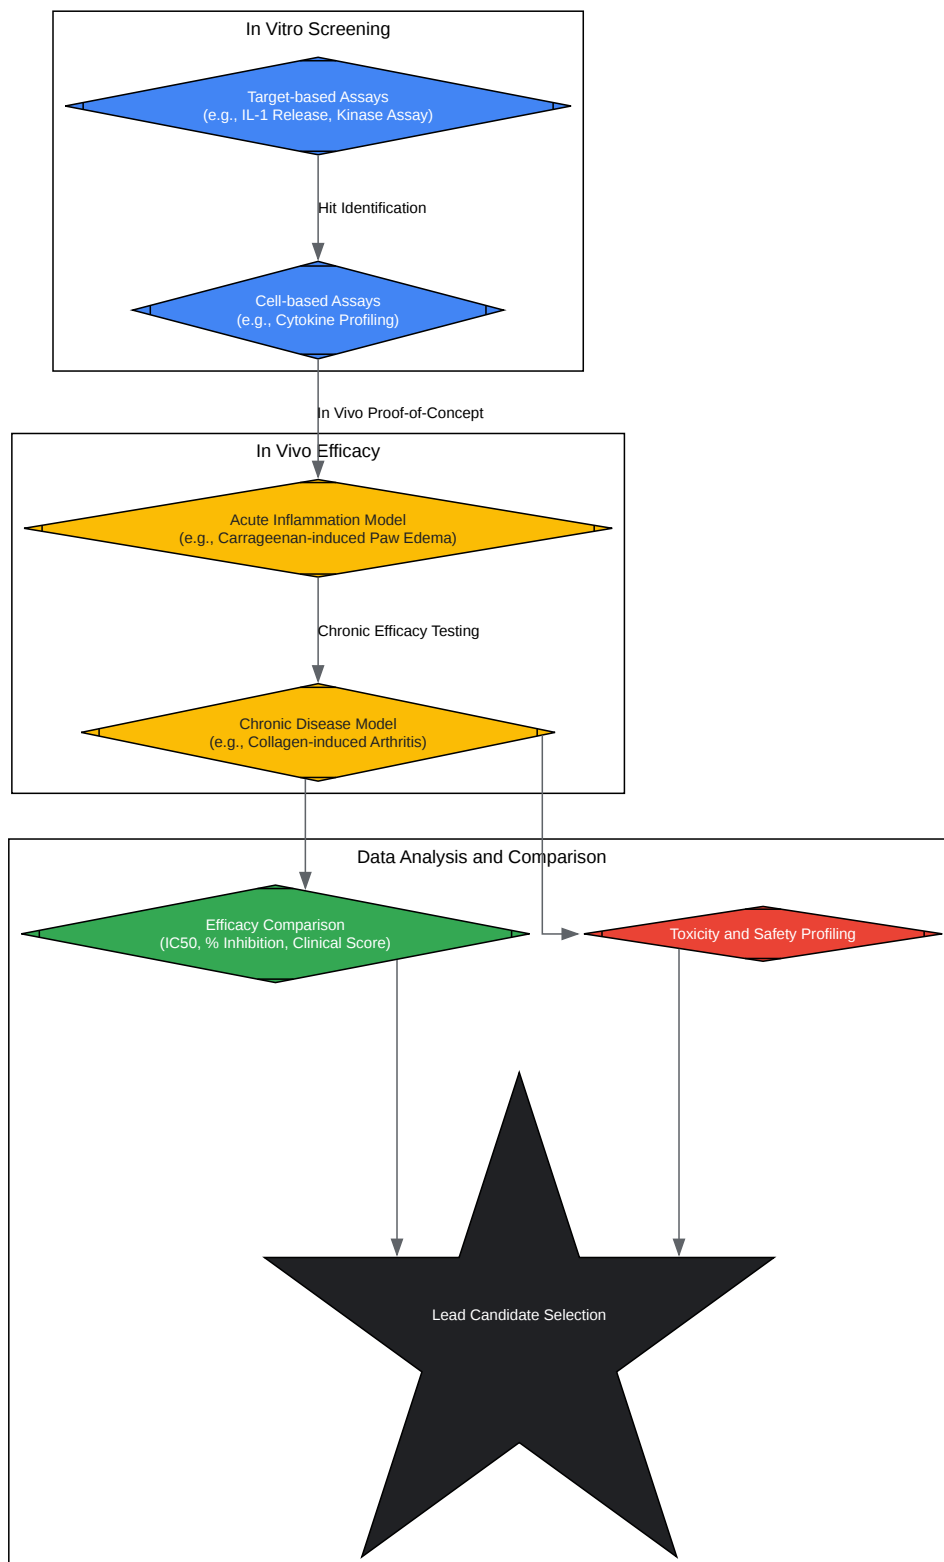 In Vitro Screening
Target-based Assays
(e.g., IL-1 Release, Kinase Assay)
Hit Identification
Cell-based Assays
(e.g., Cytokine Profiling)
In Vivo Proof-of-Concept
In Vivo Efficacy
Acute Inflammation Model
(e.g., Carrageenan-induced Paw Edema)
Chronic Efficacy Testing
Chronic Disease Model
(e.g., Collagen-induced Arthritis)
Data Analysis and Comparison
Efficacy Comparison
(IC50, % Inhibition, Clinical Score)
Toxicity and Safety Profiling
Lead Candidate Selection